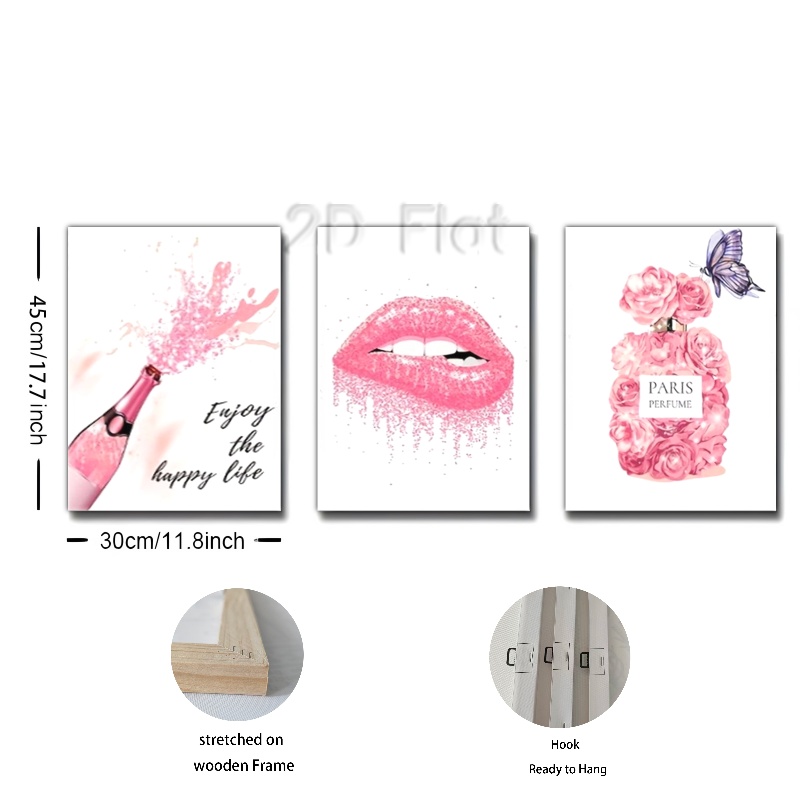 2D Flat
45cm/17.7inch
Enjoy
the
happy life
PARIS
PERFUME
30cm/11.8inch
stretched on
wooden Frame
Hook
Ready to Hang